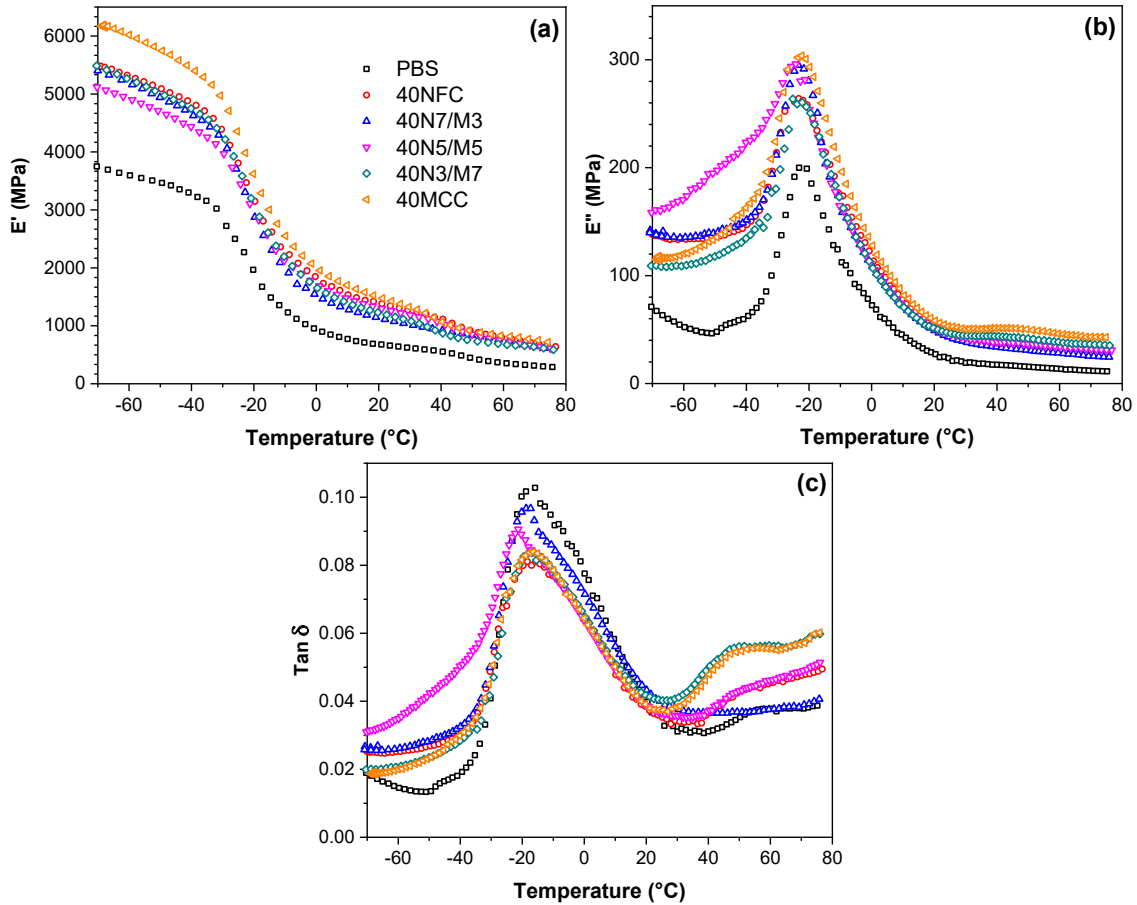 (a)
6000
5000
4000
3000
2000
1000
0
E' (MPa)
PBS
40NFC
40N7/M3
40N5/M5
40N3/M7
40MCC
-60 -40 -20 0 20 40 60 80
Temperature (°C)
(b)
300
200
100
0
E" (MPa)
-60 -40 -20 0 20 40 60 80
Temperature (°C)
(c)
0.10
0.08
0.06
0.04
0.02
0.00
Tan δ
-60 -40 -20 0 20 40 60 80
Temperature (°C)